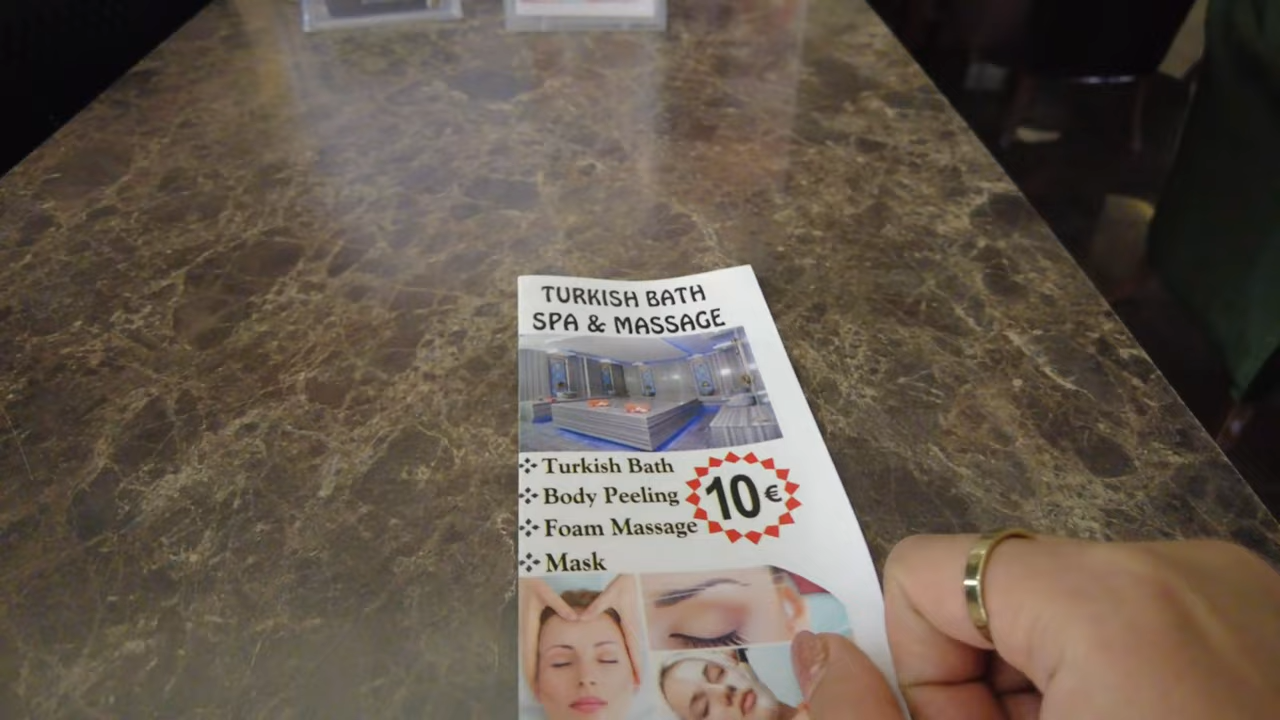 TURKISH BATH
SPA & MASSAGE
Turkish Bath
Body Peeling
Foam Massage
Mask
10€